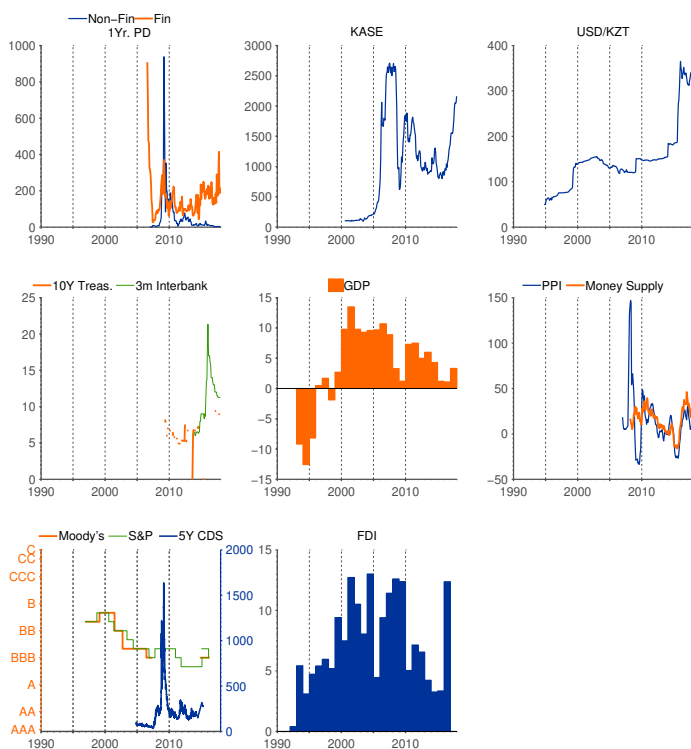 Non−Fin Fin
1Yr. PD
1000
800
600
400
200
0
1990 2000 2010
KASE
3000
2500
2000
1500
1000
500
0
1990 2000 2010
USD/KZT
400
300
200
100
0
1990 2000 2010
10Y Treas. 3m Interbank
25
20
15
10
5
0
1990 2000 2010
GDP
15
10
5
0
−5
−10
−15
1990 2000 2010
PPI Money Supply
150
100
50
0
−50
1990 2000 2010
Moody's S&P 5Y CDS
C
CC
CCC
B
BB
BBB
A
AA
AAA
2000
1500
1000
500
0
1990 2000 2010
FDI
15
10
5
0
1990 2000 2010